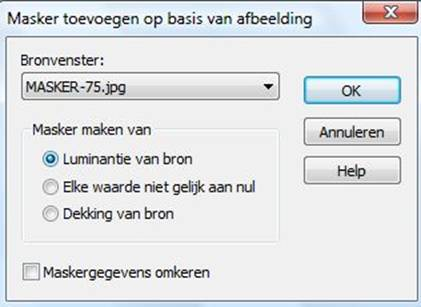 Masker toevoegen op basis van afbeelding
Bronvenster:
MASKER-75.jpg
OK
Masker maken van
Annuleren
Luminantie van bron
Help
Elke waarde niet gelijk aan nul
Dekking van bron
Maskergegevens omkeren